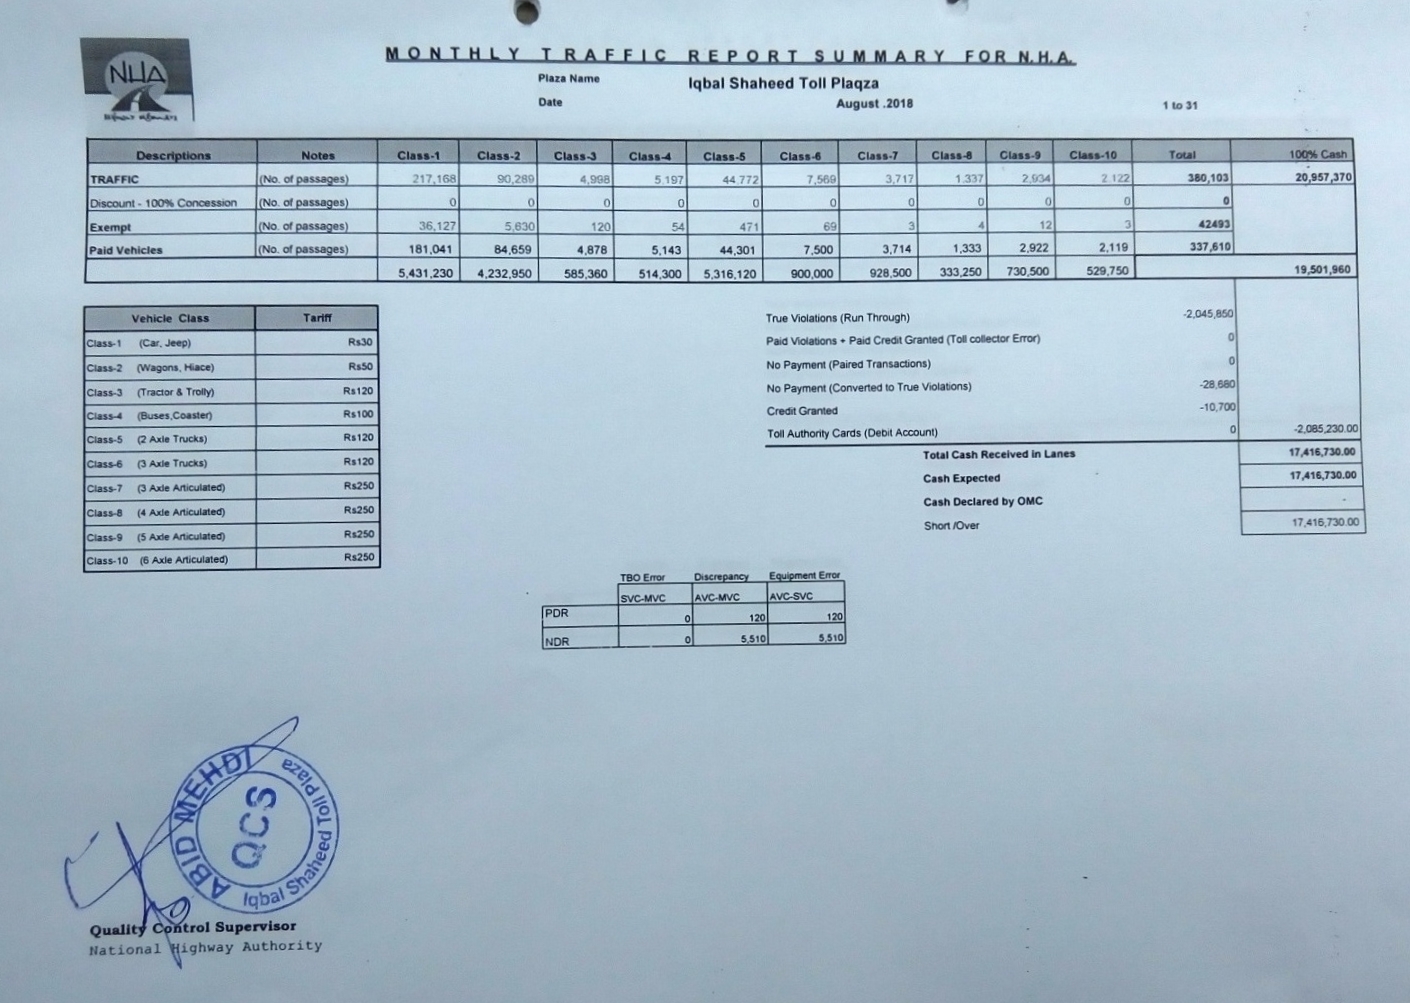 NHA
MONTHLY TRAFFIC REPORT SUMMARY FOR N.H.A.
Plaza Name Iqbal Shaheed Toll Plaqza
Date August .2018 1 to 31
Descriptions Notes Class-1 Class-2 Class-3 Class-4 Class-5 Class-6 Class-7 Class-8 Class-9 Class-10 Total 100% Cash
TRAFFIC (No. of passages) 217,168 90,289 4,998 5,197 44,772 7,569 3,717 1,337 2,934 2,122 380,103 20,957,370
Discount - 100% Concession (No. of passages) 0 0 0 0 0 0 0 0 0 0 0
Exempt (No. of passages) 36,127 5,630 120 54 471 69 3 4 12 3 42493
Paid Vehicles (No. of passages) 181,041 84,659 4,878 5,143 44,301 7,500 3,714 1,333 2,922 2,119 337,610
5,431,230 4,232,950 585,360 514,300 5,316,120 900,000 928,500 333,250 730,500 529,750 19,501,960
Vehicle Class Tariff
Class-1 (Car, Jeep) Rs30
Class-2 (Wagons, Hiace) Rs50
Class-3 (Tractor & Trolly) Rs120
Class-4 (Buses,Coaster) Rs100
Class-5 (2 Axle Trucks) Rs120
Class-6 (3 Axle Trucks) Rs120
Class-7 (3 Axle Articulated) Rs250
Class-8 (4 Axle Articulated) Rs250
Class-9 (5 Axle Articulated) Rs250
Class-10 (6 Axle Articulated) Rs250
True Violations (Run Through) -2,045,850
Paid Violations + Paid Credit Granted (Toll collector Error) 0
No Payment (Paired Transactions) 0
No Payment (Converted to True Violations) -28,680
Credit Granted -10,700
Toll Authority Cards (Debit Account) 0 -2,085,230.00
Total Cash Received in Lanes 17,416,730.00
Cash Expected 17,416,730.00
Cash Declared by OMC -
Short /Over 17,416,730.00
TBO Error Discrepancy Equipment Error
SVC-MVC AVC-MVC AVC-SVC
PDR 0 120 120
NDR 0 5,510 5,510
ABID MEHDI
QCS
Iqbal Shaheed Toll Plaza
Quality Control Supervisor
National Highway Authority